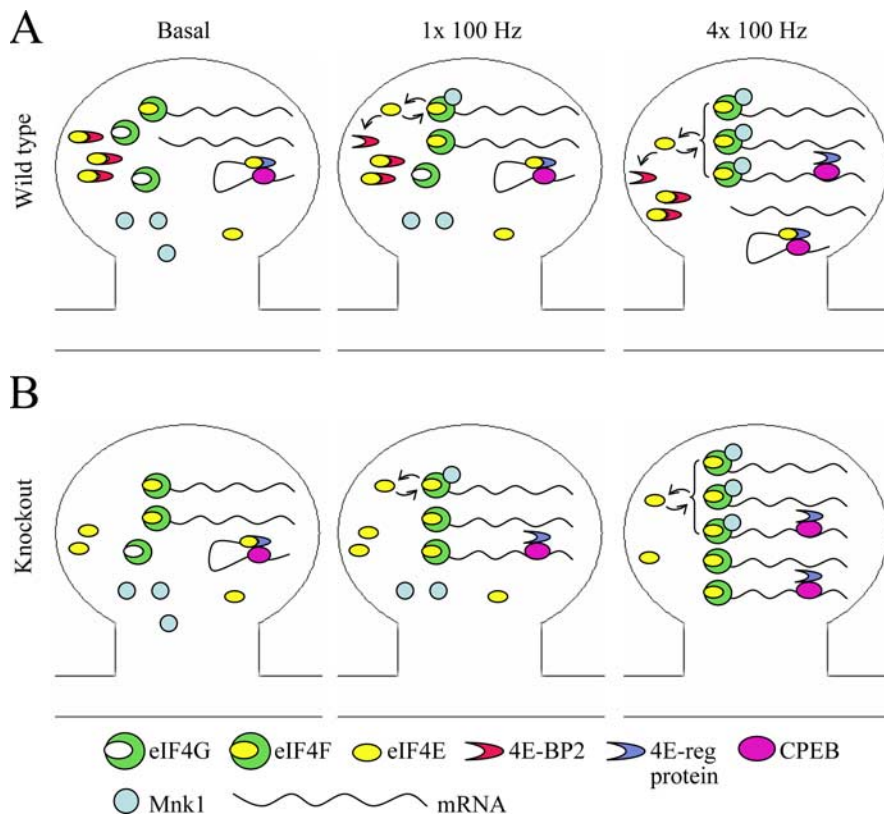 A
Basal
1x 100 Hz
4x 100 Hz
Wild type
B
Knockout
eIF4G
eIF4F
eIF4E
4E-BP2
4E-reg
protein
CPEB
Mnk1
mRNA